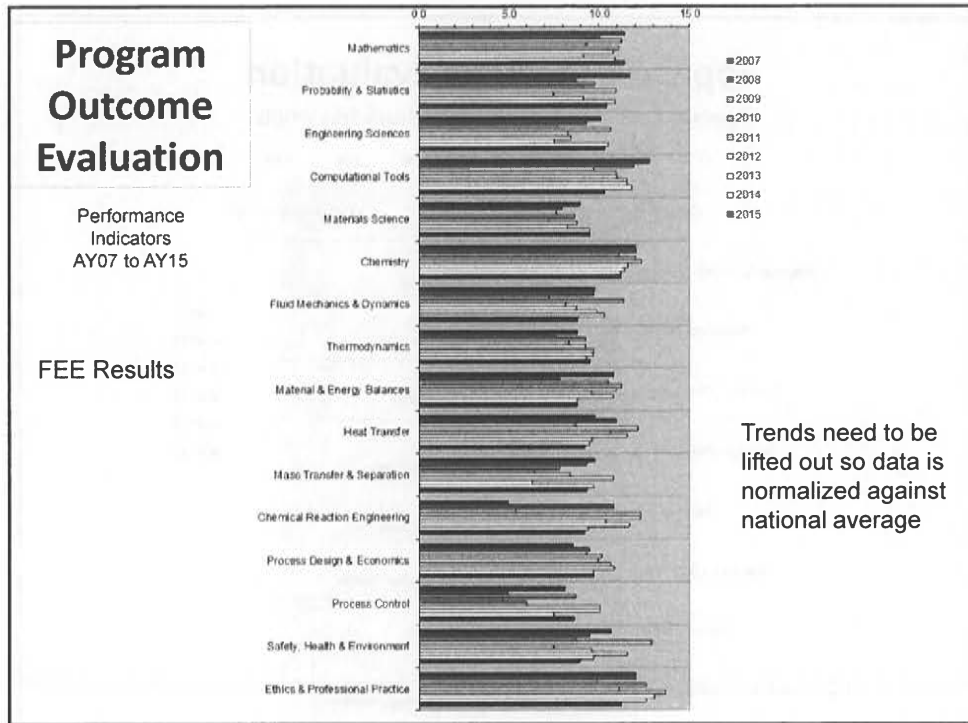 Program
Outcome
Evaluation
Performance
Indicators
AY07 to AY15
FEE Results
0.0 5.0 10.0 15.0
Mathematics
Probability & Statistics
Engineering Sciences
Computational Tools
Materials Science
Chemistry
Fluid Mechanics & Dynamics
Thermodynamics
Material & Energy Balances
Heat Transfer
Mass Transfer & Separation
Chemical Reaction Engineering
Process Design & Economics
Process Control
Safety, Health & Environment
Ethics & Professional Practice
2007
2008
2009
2010
2011
2012
2013
2014
2015
Trends need to be
lifted out so data is
normalized against
national average